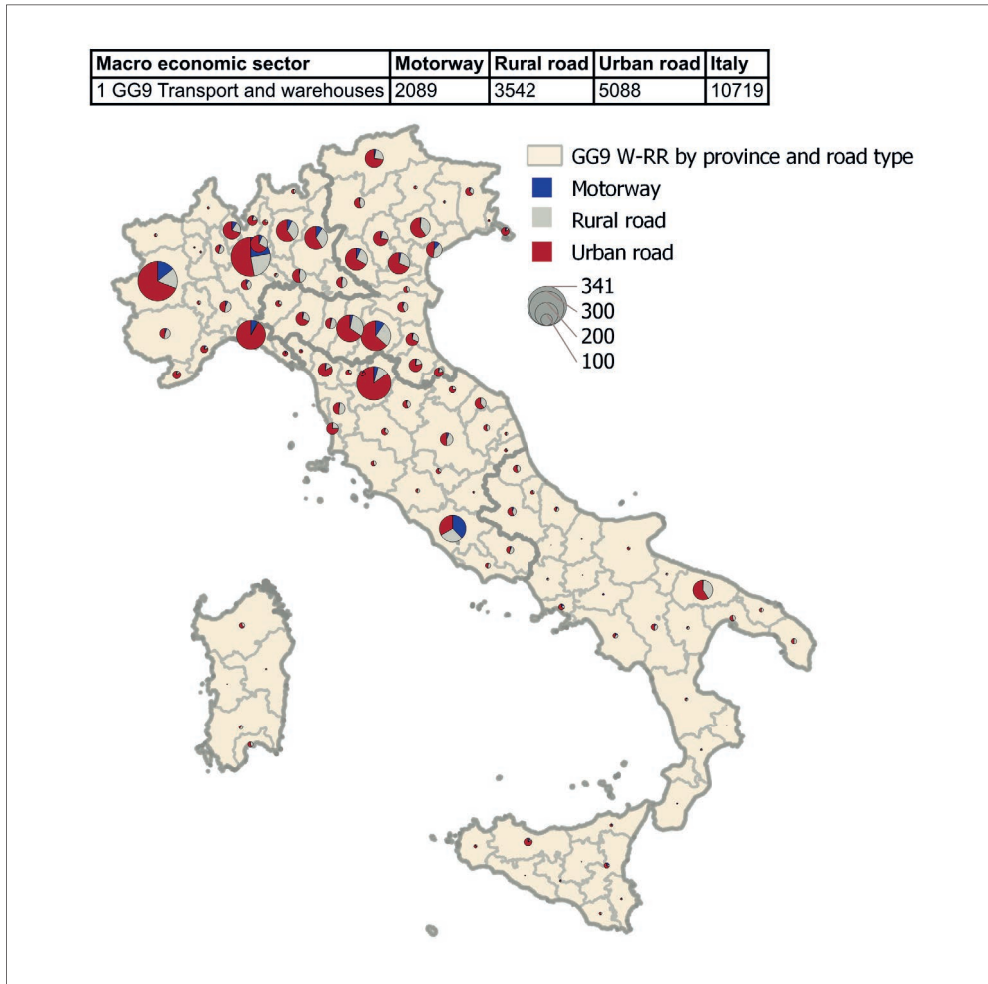 Macro economic sector Motorway Rural road Urban road Italy
1 GG9 Transport and warehouses 2089 3542 5088 10719
GG9 W-RR by province and road type
Motorway
Rural road
Urban road
341
300
200
100